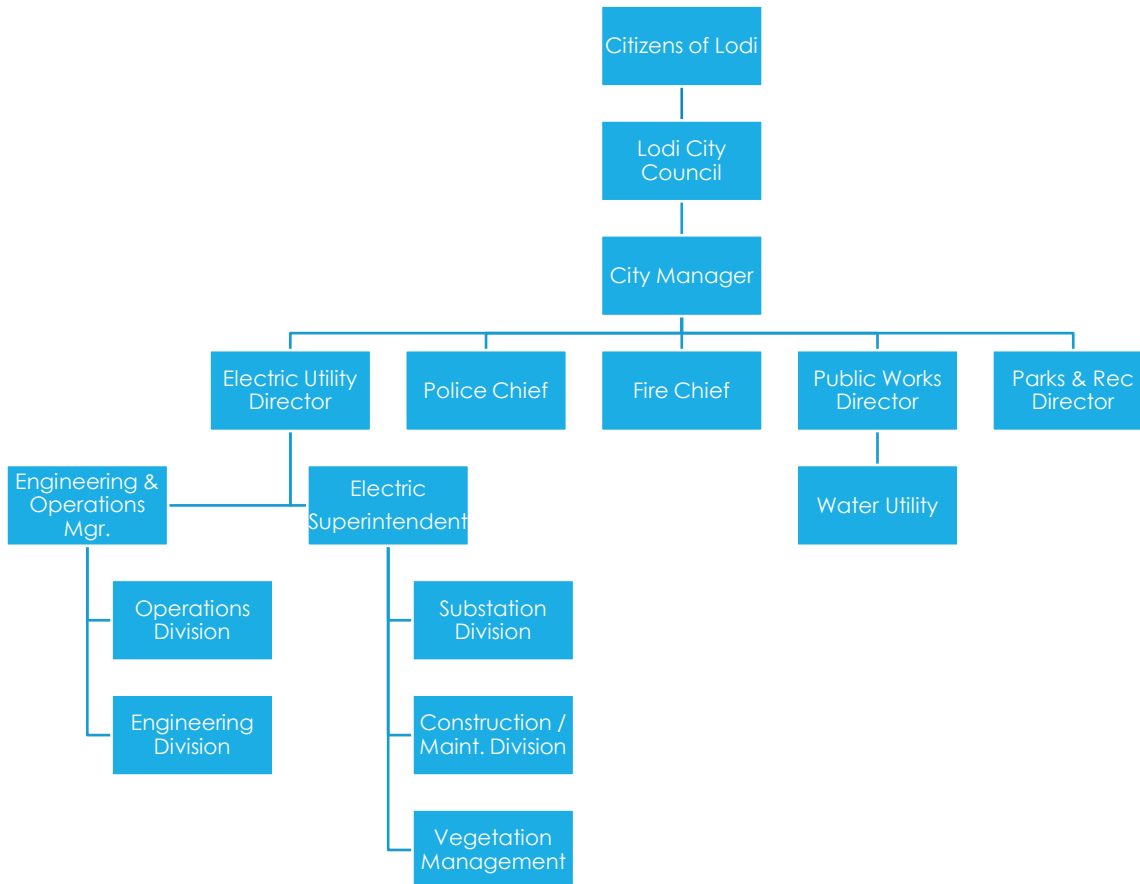 Citizens of Lodi
Lodi City
Council
City Manager
Electric Utility
Director
Police Chief
Fire Chief
Public Works
Director
Parks & Rec
Director
Engineering &
Operations
Mgr.
Electric
Superintendent
Water Utility
Operations
Division
Substation
Division
Engineering
Division
Construction /
Maint. Division
Vegetation
Management